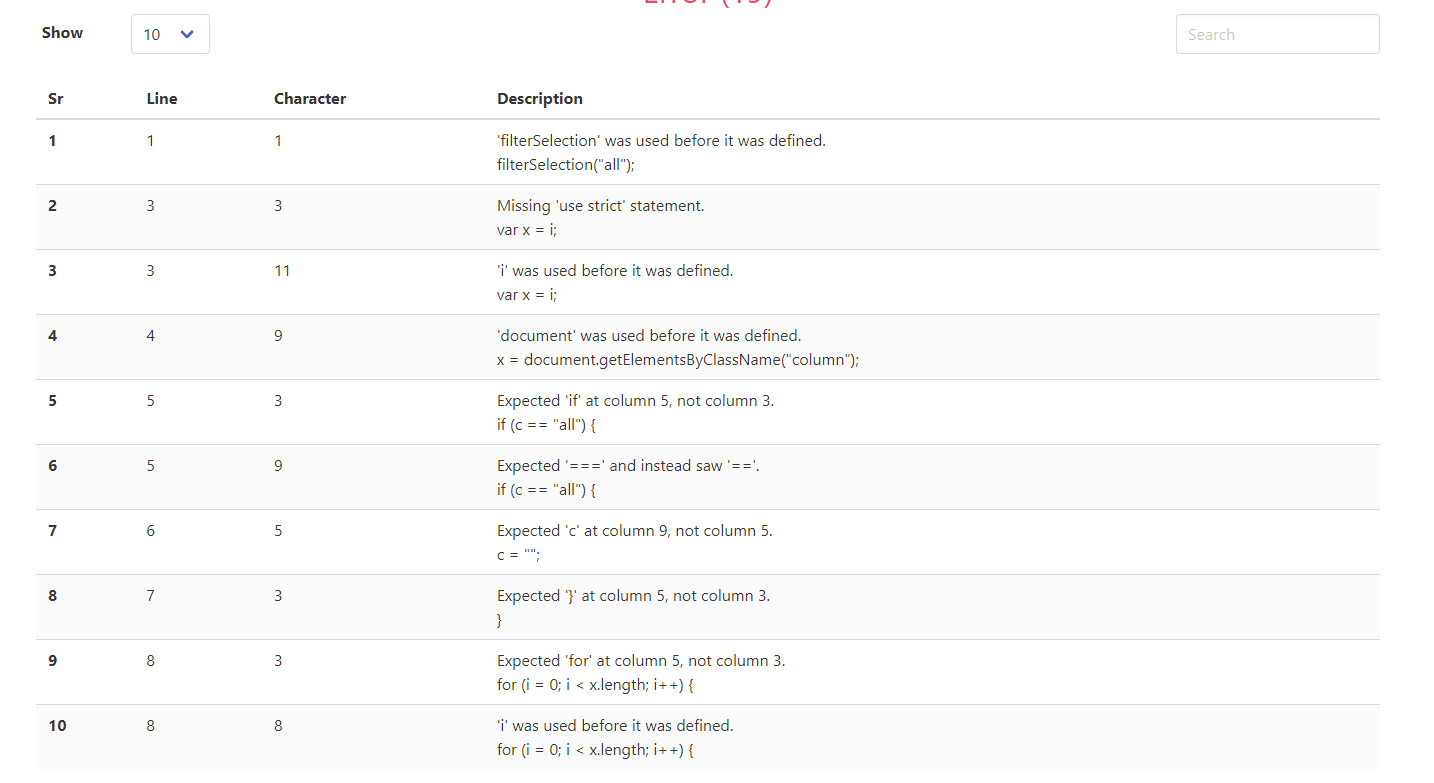 Show 10 Search
Sr Line Character Description
1 1 1 'filterSelection' was used before it was defined.
filterSelection("all");
2 3 3 Missing 'use strict' statement.
var x = i;
3 3 11 'i' was used before it was defined.
var x = i;
4 4 9 'document' was used before it was defined.
x = document.getElementsByClassName("column");
5 5 3 Expected 'if' at column 5, not column 3.
if (c == "all") {
6 5 9 Expected '===' and instead saw '=='.
if (c == "all") {
7 6 5 Expected 'c' at column 9, not column 5.
c = "";
8 7 3 Expected '}' at column 5, not column 3.
}
9 8 3 Expected 'for' at column 5, not column 3.
for (i = 0; i < x.length; i++) {
10 8 8 'i' was used before it was defined.
for (i = 0; i < x.length; i++) {